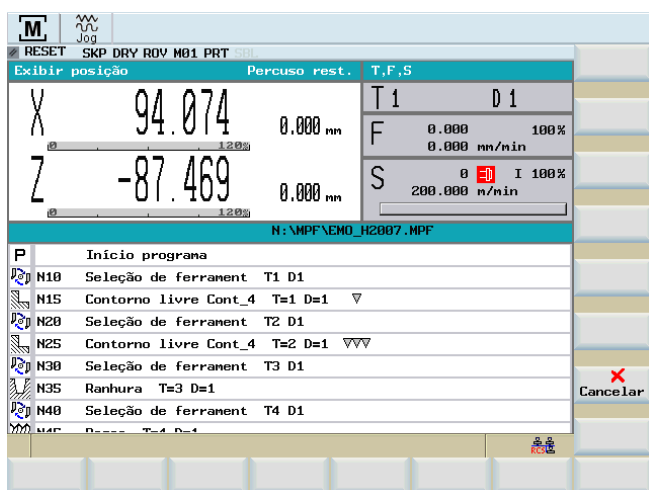 M
Jog
RESET SKP DRY ROV M01 PRT SBL
Exibir posição Percuso rest. T,F,S
X 94.074 0.000 mm
0 120%
Z -87.469 0.000 mm
0 120%
T 1 D 1
F 0.000 100%
0.000 mm/min
S 0 I 100%
200.000 m/min
N:\MPF\EMO_H2007.MPF
P Início programa
N10 Seleção de ferrament T1 D1
N15 Contorno livre Cont_4 T=1 D=1 ▽
N20 Seleção de ferrament T2 D1
N25 Contorno livre Cont_4 T=2 D=1 ▽▽▽
N30 Seleção de ferrament T3 D1
N35 Ranhura T=3 D=1
N40 Seleção de ferrament T4 D1
Cancelar
RCS